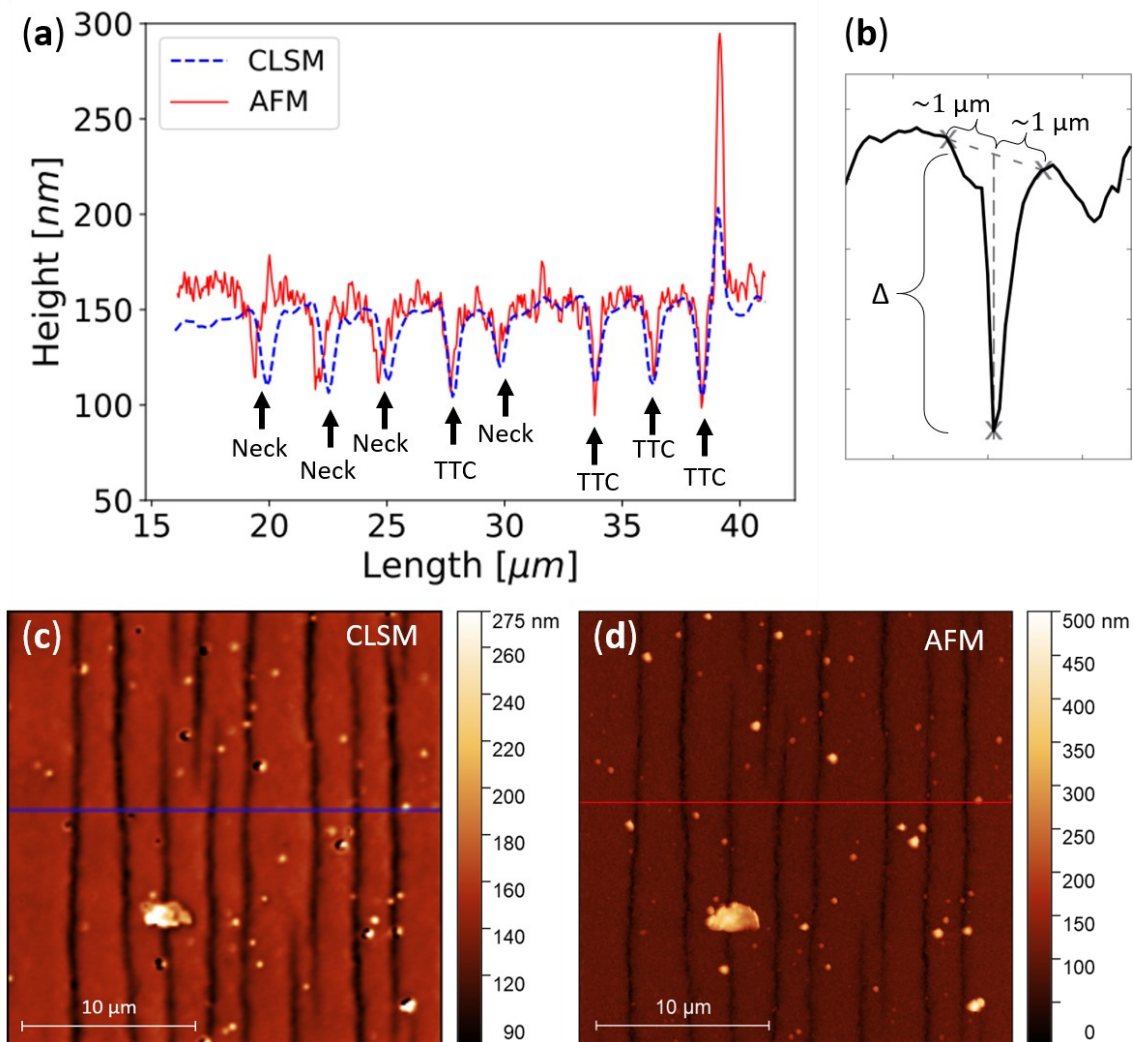 (a)
300
250
200
150
100
50
Height [nm]
CLSM
AFM
Neck
Neck
Neck
TTC
Neck
TTC
TTC
TTC
15
20
25
30
35
40
Length [μm]
(b)
~1 μm
~1 μm
Δ
(c)
CLSM
10 μm
275 nm
260
240
220
200
180
160
140
120
90
(d)
AFM
10 μm
500 nm
450
400
350
300
250
200
150
100
0